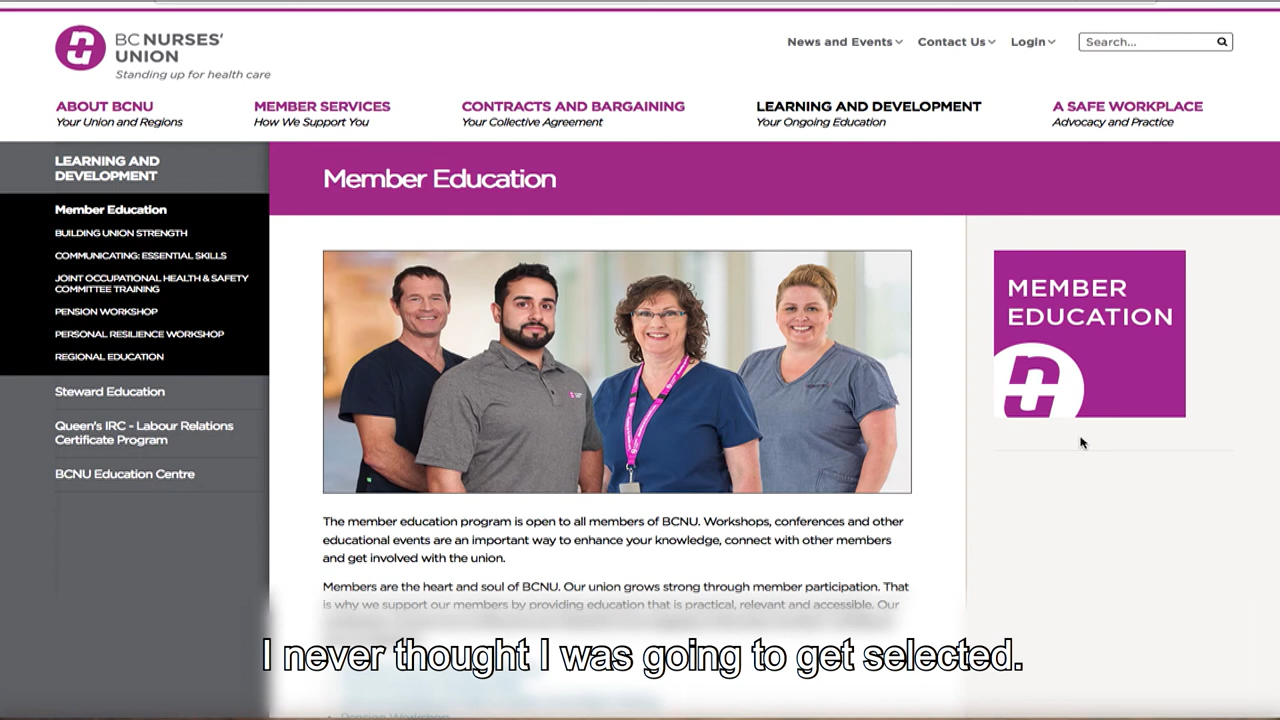 BC NURSES'
UNION
Standing up for health care
News and Events
Contact Us
Login
Search...
ABOUT BCNU
Your Union and Regions
MEMBER SERVICES
How We Support You
CONTRACTS AND BARGAINING
Your Collective Agreement
LEARNING AND DEVELOPMENT
Your Ongoing Education
A SAFE WORKPLACE
Advocacy and Practice
LEARNING AND
DEVELOPMENT
Member Education
BUILDING UNION STRENGTH
COMMUNICATING: ESSENTIAL SKILLS
JOINT OCCUPATIONAL HEALTH & SAFETY
COMMITTEE TRAINING
PENSION WORKSHOP
PERSONAL RESILIENCE WORKSHOP
REGIONAL EDUCATION
Steward Education
Queen's IRC - Labour Relations
Certificate Program
BCNU Education Centre
Member Education
MEMBER
EDUCATION
The member education program is open to all members of BCNU. Workshops, conferences and other
educational events are an important way to enhance your knowledge, connect with other members
and get involved with the union.
Members are the heart and soul of BCNU. Our union grows strong through member participation. That
is why we support our members by providing education that is practical, relevant and accessible. Our
I never thought I was going to get selected.
Pension Workshop